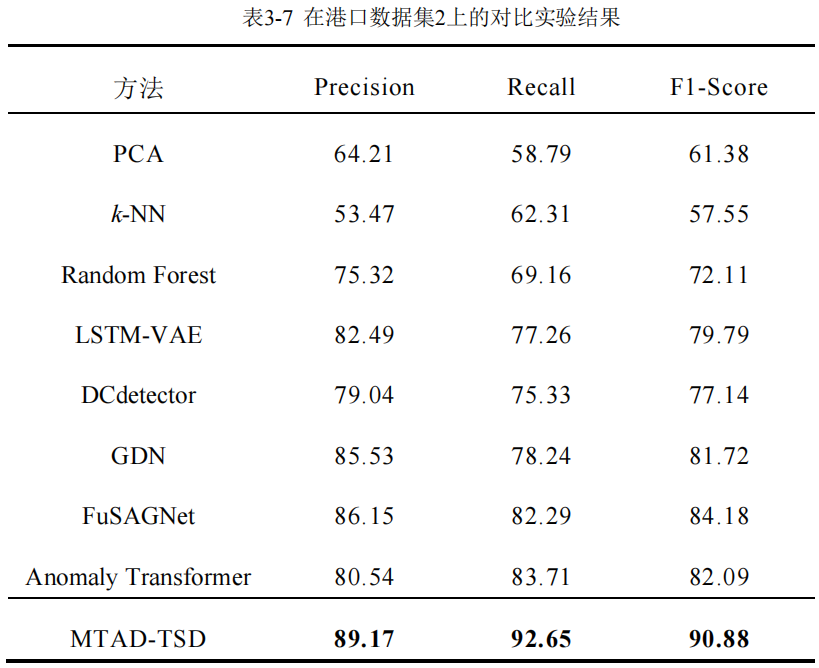 表3-7 在港口数据集2上的对比实验结果
方法 Precision Recall F1-Score
PCA 64.21 58.79 61.38
k-NN 53.47 62.31 57.55
Random Forest 75.32 69.16 72.11
LSTM-VAE 82.49 77.26 79.79
DCdetector 79.04 75.33 77.14
GDN 85.53 78.24 81.72
FuSAGNet 86.15 82.29 84.18
Anomaly Transformer 80.54 83.71 82.09
MTAD-TSD 89.17 92.65 90.88